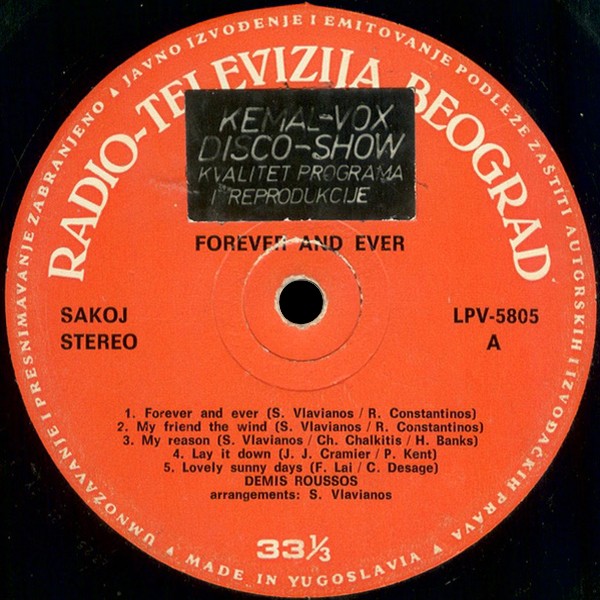 JAVNO IZVOĐENJE I EMITOVANJE PODLEŽE ZAŠTITI AUTORSKIH I IZVOĐAČKIH PRAVA ▲ MADE IN YUGOSLAVIA ▲ UMNOŽAVANJE I PRESNIMAVANJE ZABRANJENO ▲
RADIO-TELEVIZIJA BEOGRAD
KEMAL-VOX
DISCO-SHOW
KVALITET PROGRAMA
I REPRODUKCIJE
FOREVER AND EVER
SAKOJ
STEREO
LPV-5805
A
1. Forever and ever (S. Vlavianos / R. Constantinos)
2. My friend the wind (S. Vlavianos / R. Constantinos)
3. My reason (S. Vlavianos / Ch. Chalkitis / H. Banks)
4. Lay it down (J. J. Cramier / P. Kent)
5. Lovely sunny days (F. Lai / C. Desage)
DEMIS ROUSSOS
arrangements: S. Vlavianos
33⅓